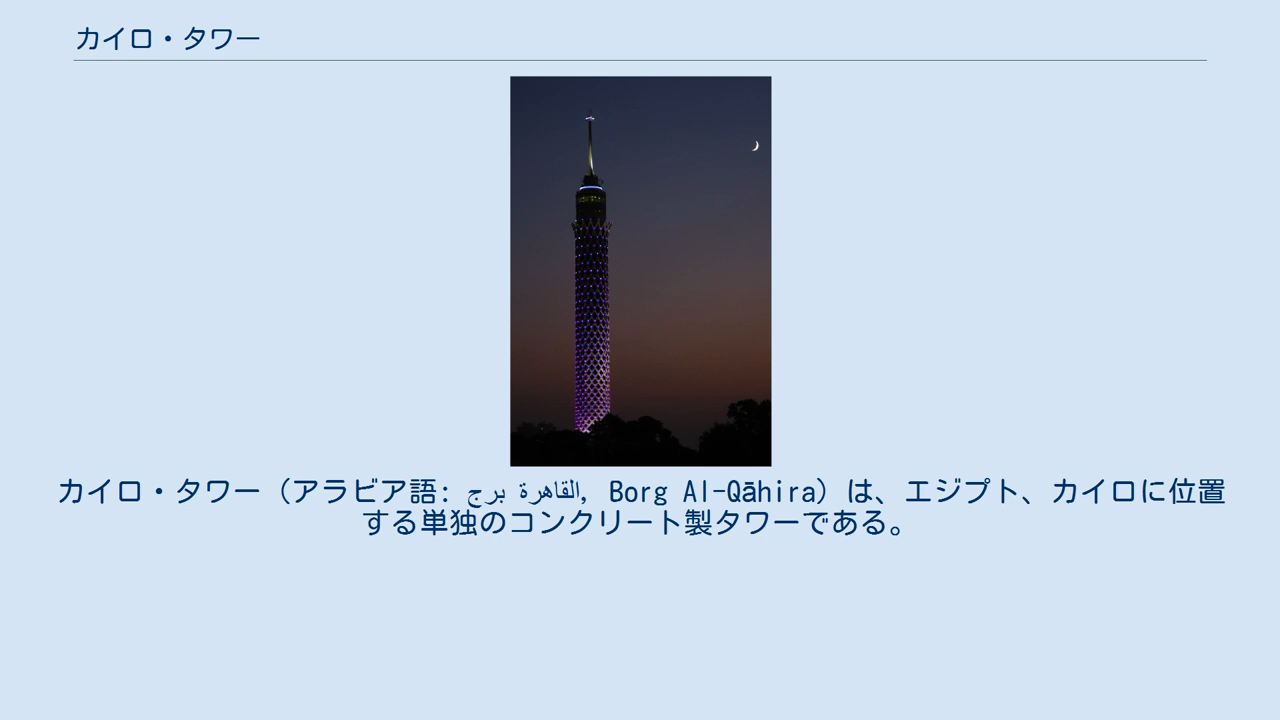 カイロ・タワー
カイロ・タワー（アラビア語: برج القاهرة, Borg Al-Qāhira）は、エジプト、カイロに位置
する単独のコンクリート製タワーである。